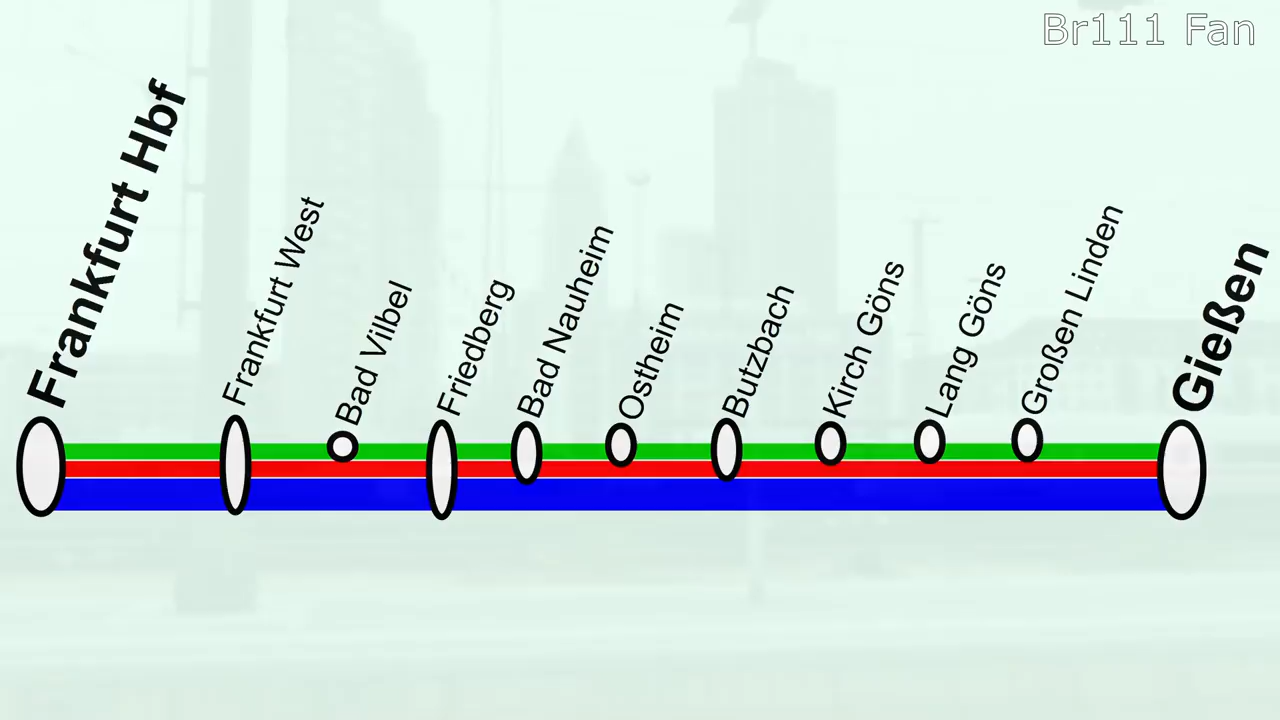 Br111 Fan
Frankfurt Hbf
Frankfurt West
Bad Vilbel
Friedberg
Bad Nauheim
Ostheim
Butzbach
Kirch Göns
Lang Göns
Großen Linden
Gießen